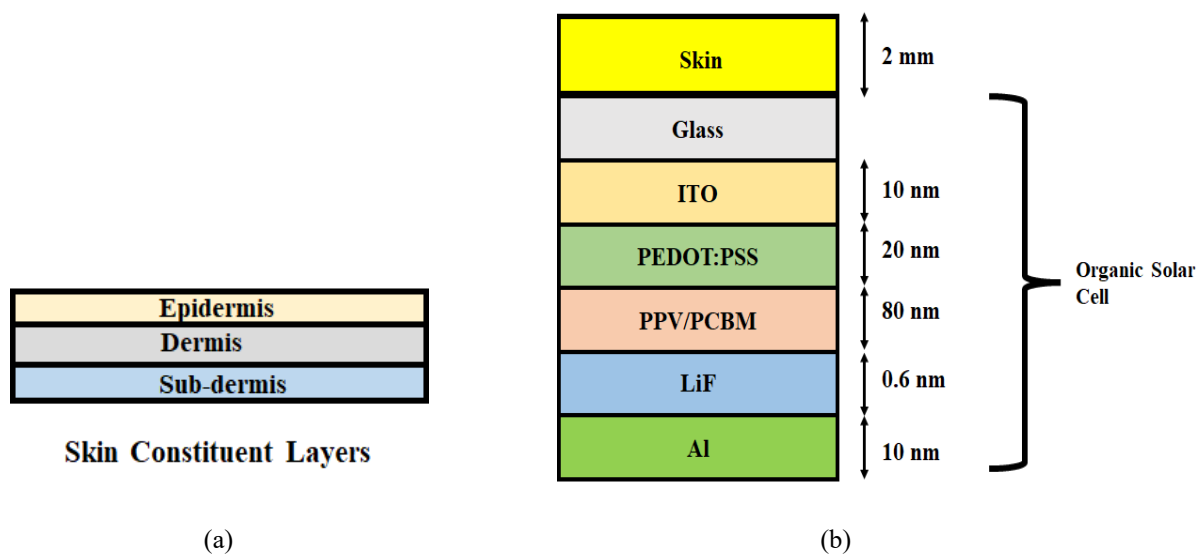 Epidermis
Dermis
Sub-dermis
Skin Constituent Layers
(a)
Skin
2 mm
Glass
ITO
10 nm
PEDOT:PSS
20 nm
PPV/PCBM
80 nm
LiF
0.6 nm
Al
10 nm
Organic Solar
Cell
(b)